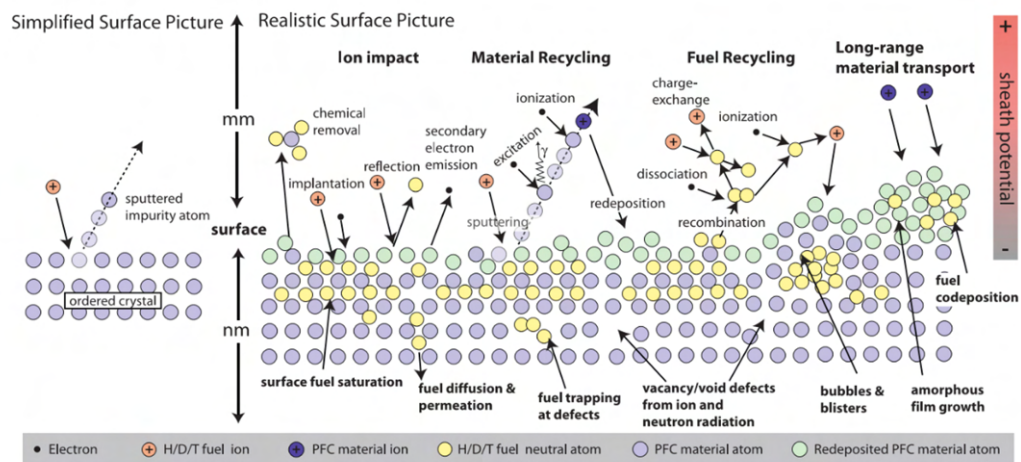 Simplified Surface Picture
Realistic Surface Picture
Ion impact
Material Recycling
Fuel Recycling
Long-range
material transport
+
sheath potential
-
mm
surface
nm
sputtered
impurity atom
ordered crystal
chemical
removal
implantation
reflection
secondary
electron
emission
ionization
excitation
γ
sputtering
redeposition
charge-
exchange
ionization
dissociation
recombination
fuel
codeposition
surface fuel saturation
fuel diffusion &
permeation
fuel trapping
at defects
vacancy/void defects
from ion and
neutron radiation
bubbles &
blisters
amorphous
film growth
Electron
H/D/T fuel ion
PFC material ion
H/D/T fuel neutral atom
PFC material atom
Redeposited PFC material atom